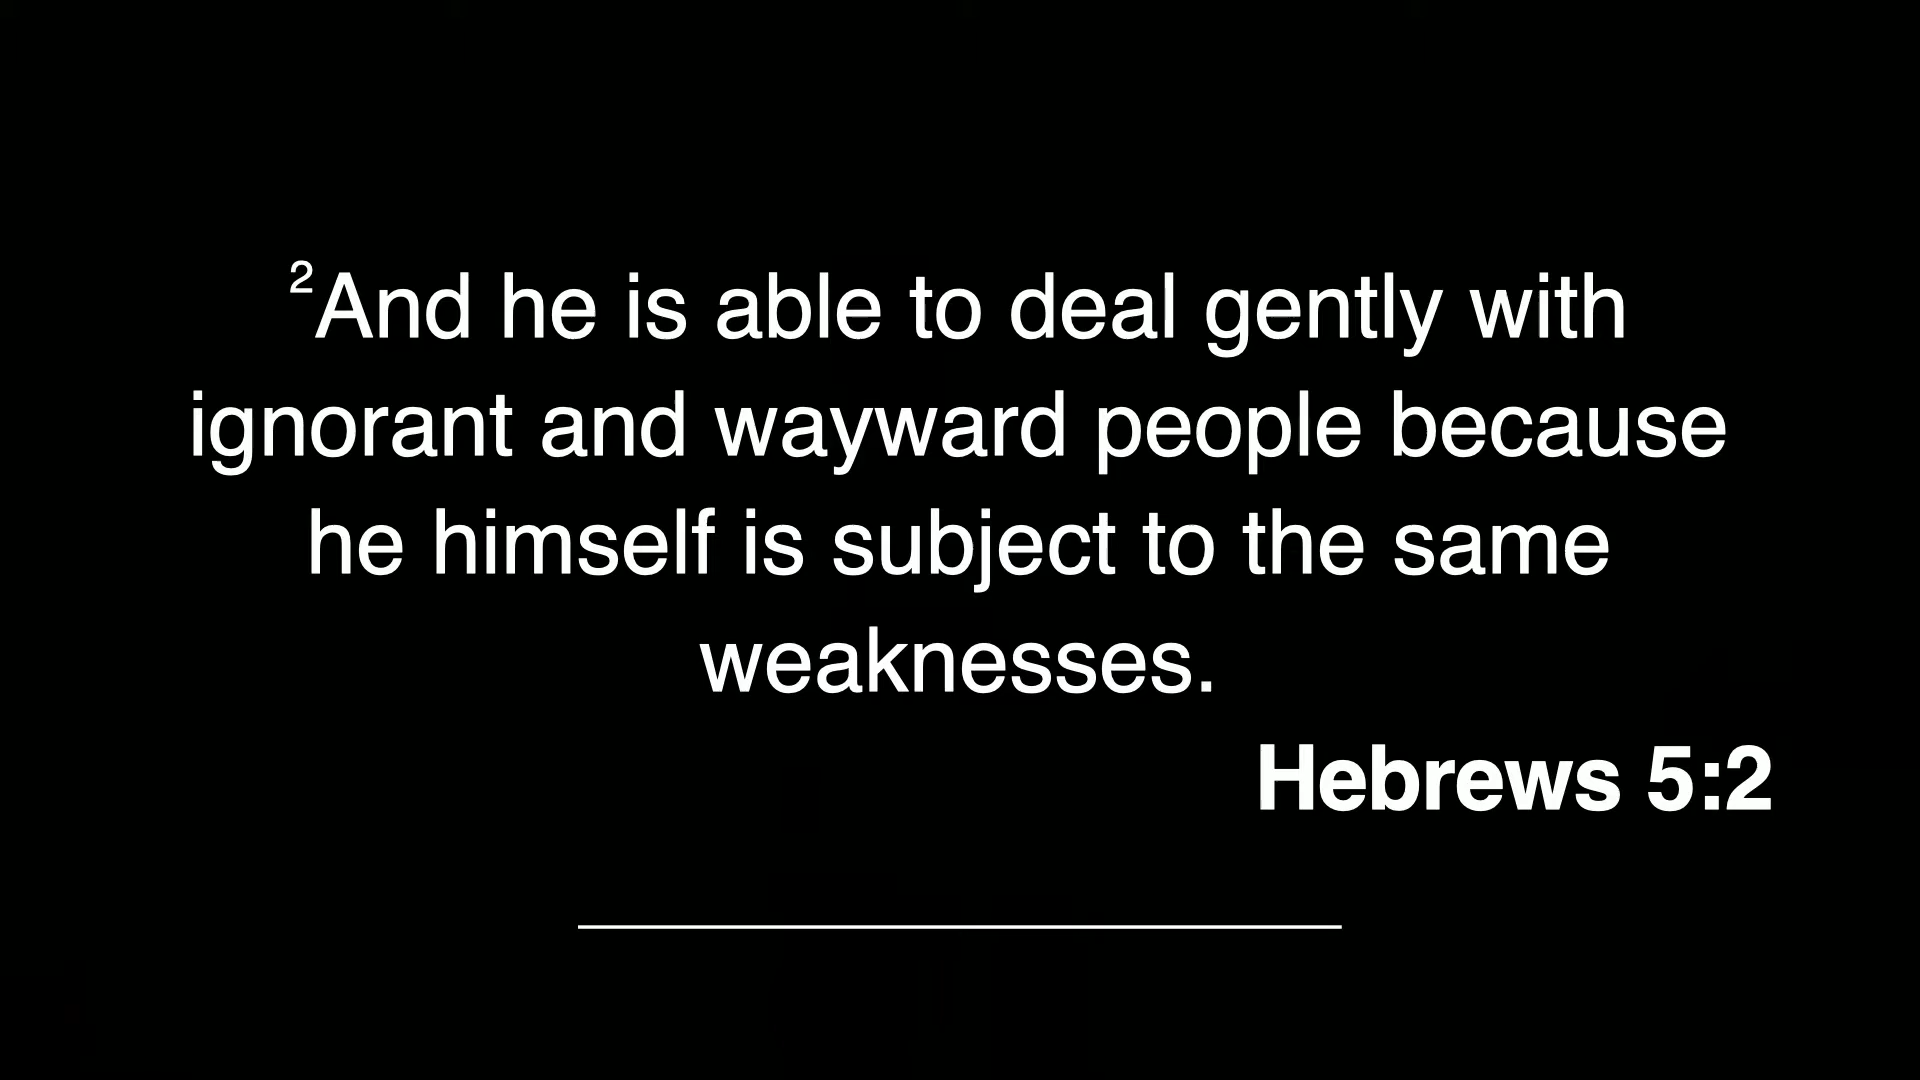 ²And he is able to deal gently with
ignorant and wayward people because
he himself is subject to the same
weaknesses.
Hebrews 5:2